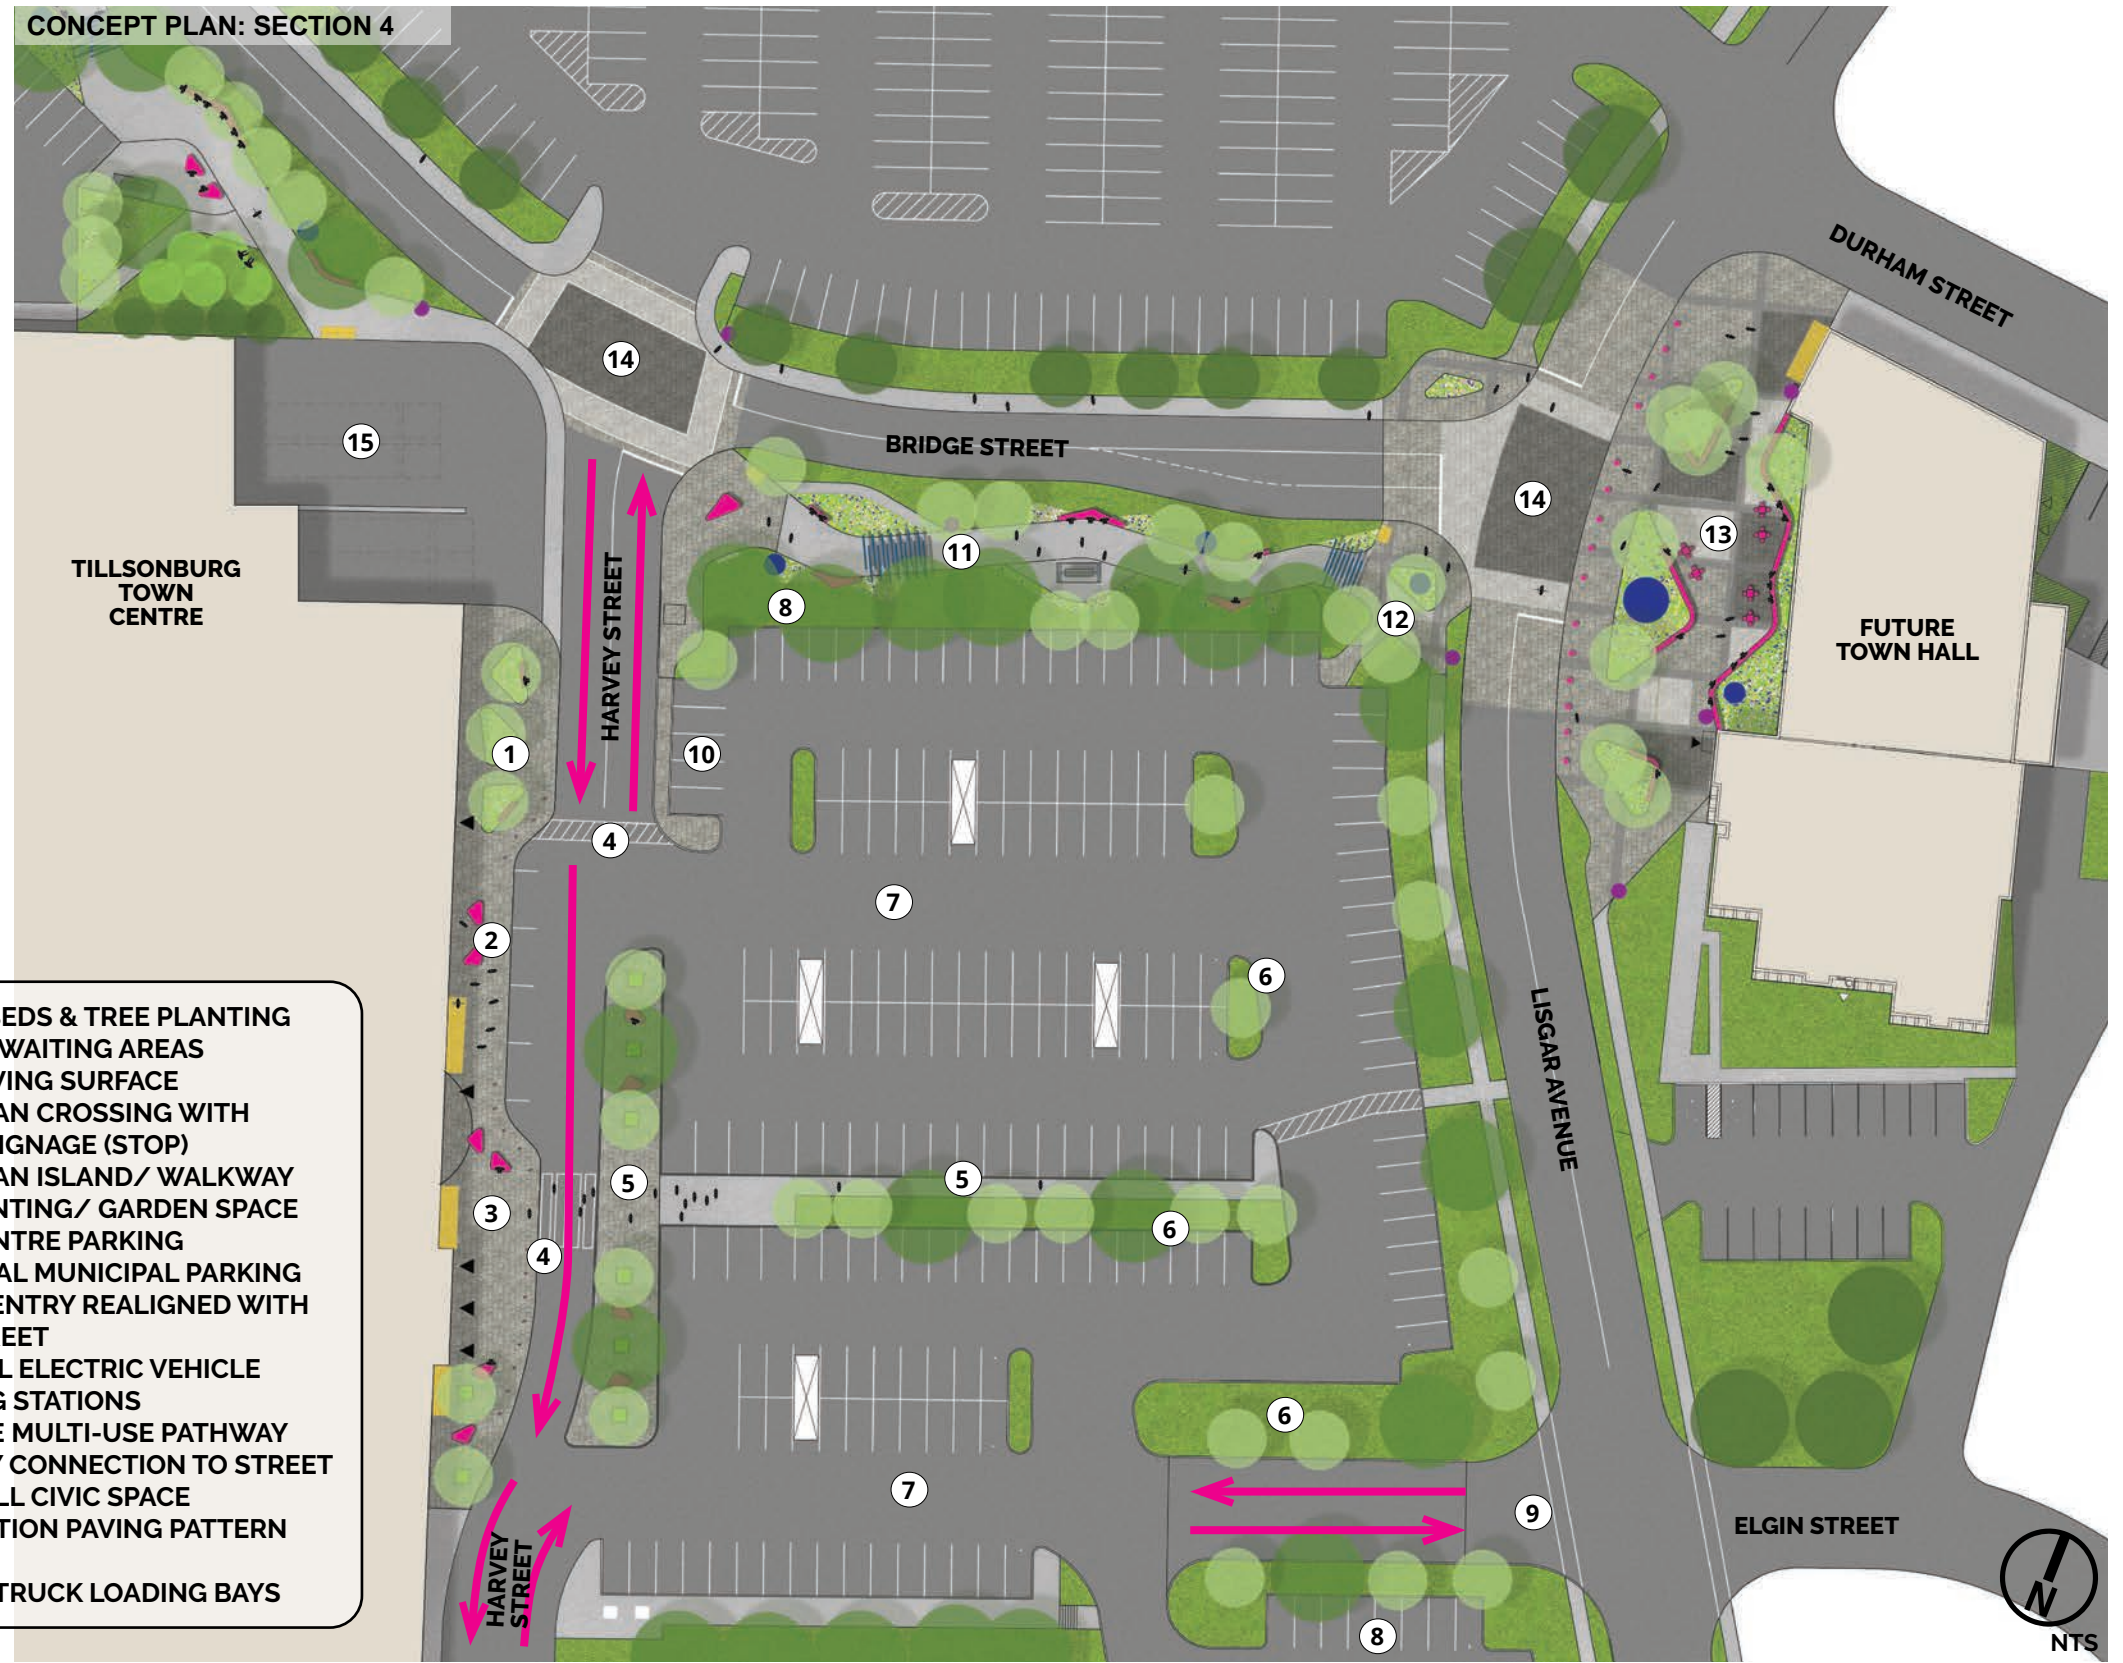 CONCEPT PLAN: SECTION 4
DURHAM STREET
14
BRIDGE STREET
15
14
13
11
TILLSONBURG
TOWN
CENTRE
HARVEY STREET
8
12
FUTURE
TOWN HALL
1
10
4
7
2
6
LISGAR AVENUE
EDS & TREE PLANTING
WAITING AREAS
VING SURFACE
AN CROSSING WITH
IGNAGE (STOP)
AN ISLAND/ WALKWAY
NTING/ GARDEN SPACE
NTRE PARKING
AL MUNICIPAL PARKING
ENTRY REALIGNED WITH
EET
L ELECTRIC VEHICLE
G STATIONS
E MULTI-USE PATHWAY
Y CONNECTION TO STREET
LL CIVIC SPACE
TION PAVING PATTERN
TRUCK LOADING BAYS
5
5
3
4
6
6
7
9
ELGIN STREET
HARVEY
STREET
8
N
NTS